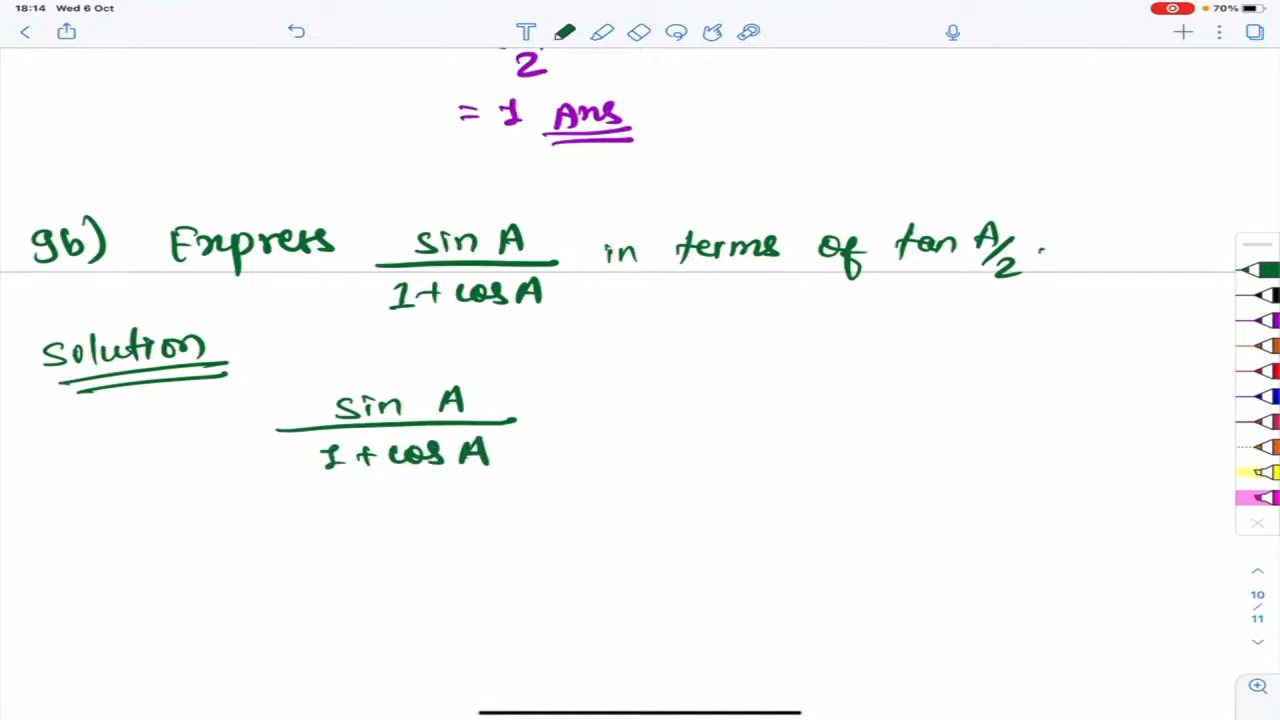 18:14 Wed 6 Oct
70%
2
= 1 Ans
9b) Express sin A / 1 + cos A in terms of tan A/2 .
Solution
sin A
1 + cos A
10
/
11